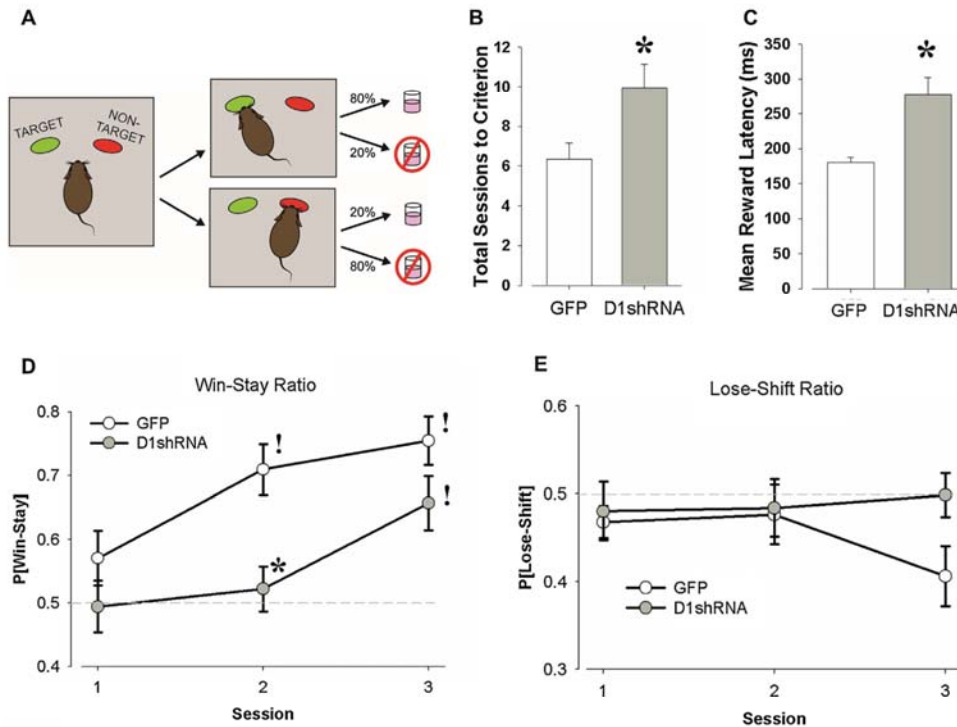 A
TARGET
NON-
TARGET
80%
20%
20%
80%
B
Total Sessions to Criterion
14
12
10
8
6
4
2
0
*
GFP
D1shRNA
C
Mean Reward Latency (ms)
350
300
250
200
150
100
50
0
*
GFP
D1shRNA
D
Win-Stay Ratio
P[Win-Stay]
0.8
0.7
0.6
0.5
0.4
GFP
D1shRNA
!
!
!
*
1
2
3
Session
E
Lose-Shift Ratio
P[Lose-Shift]
0.6
0.5
0.4
0.3
GFP
D1shRNA
1
2
3
Session